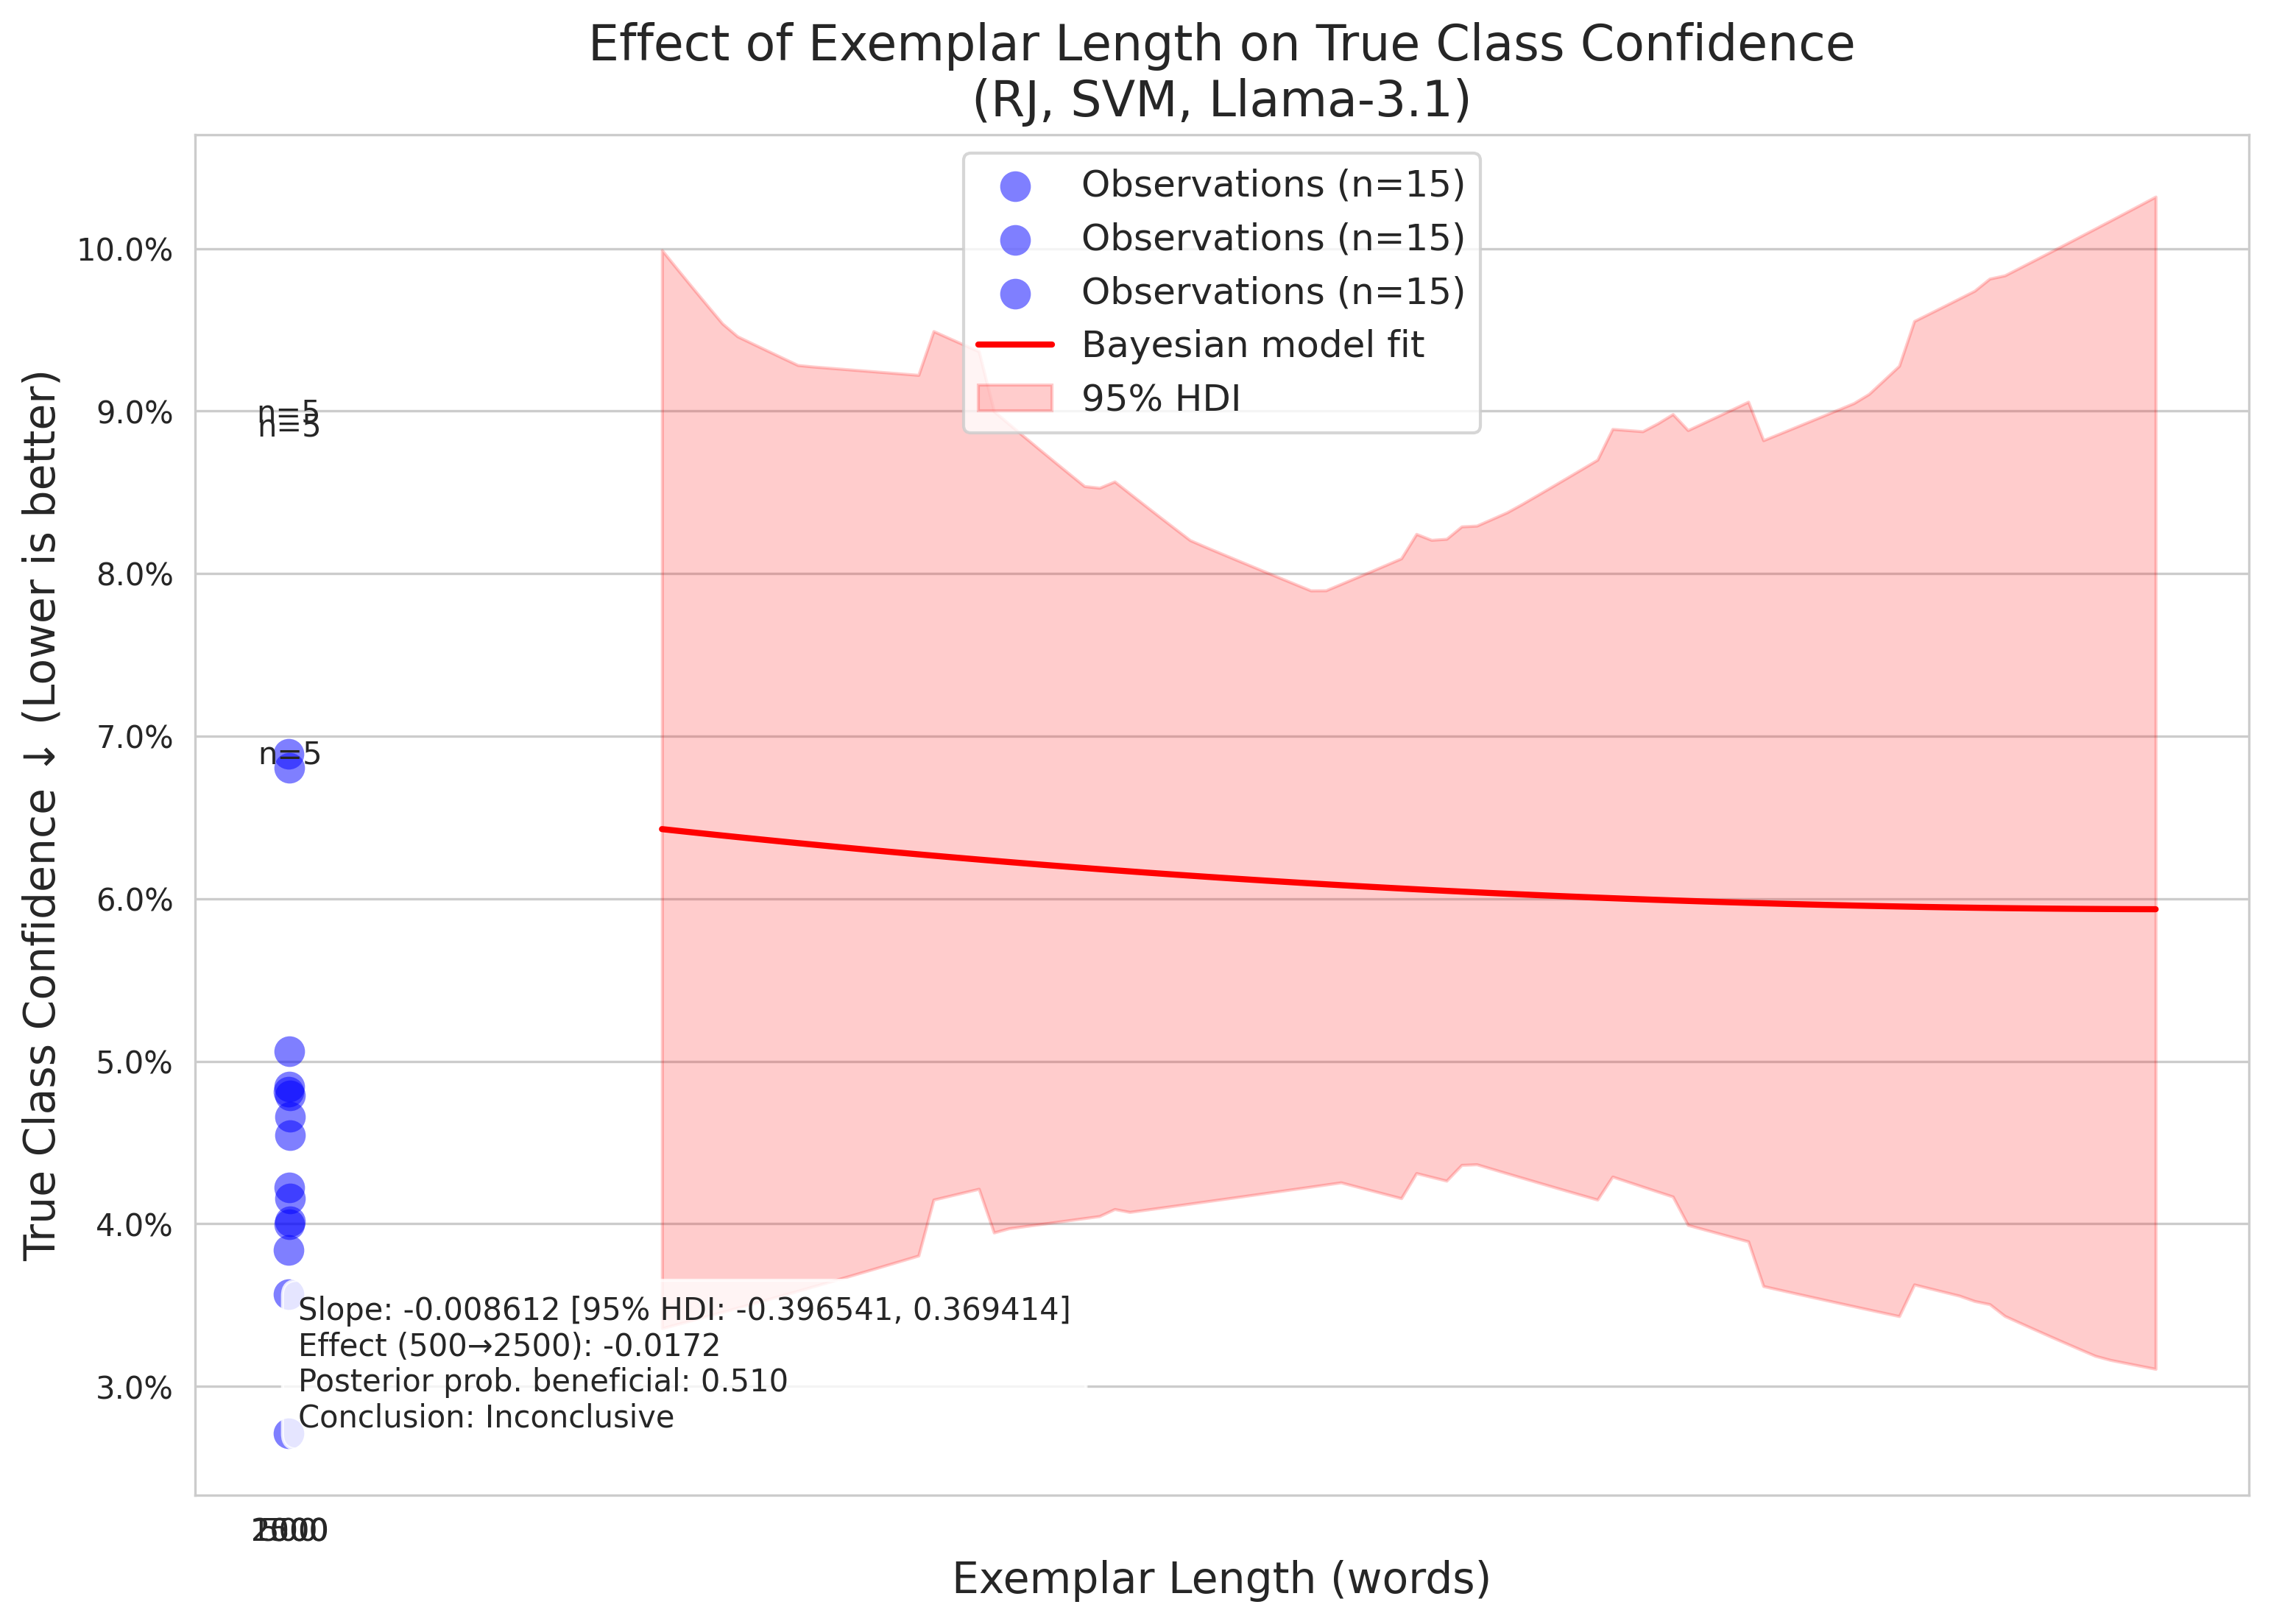 Effect of Exemplar Length on True Class Confidence
(RJ, SVM, Llama-3.1)
Observations (n=15)
Observations (n=15)
Observations (n=15)
Bayesian model fit
95% HDI
True Class Confidence ↓ (Lower is better)
10.0%
9.0%
8.0%
7.0%
6.0%
5.0%
4.0%
3.0%
n=5
n=5
n=5
Slope: -0.008612 [95% HDI: -0.396541, 0.369414]
Effect (500→2500): -0.0172
Posterior prob. beneficial: 0.510
Conclusion: Inconclusive
Exemplar Length (words)